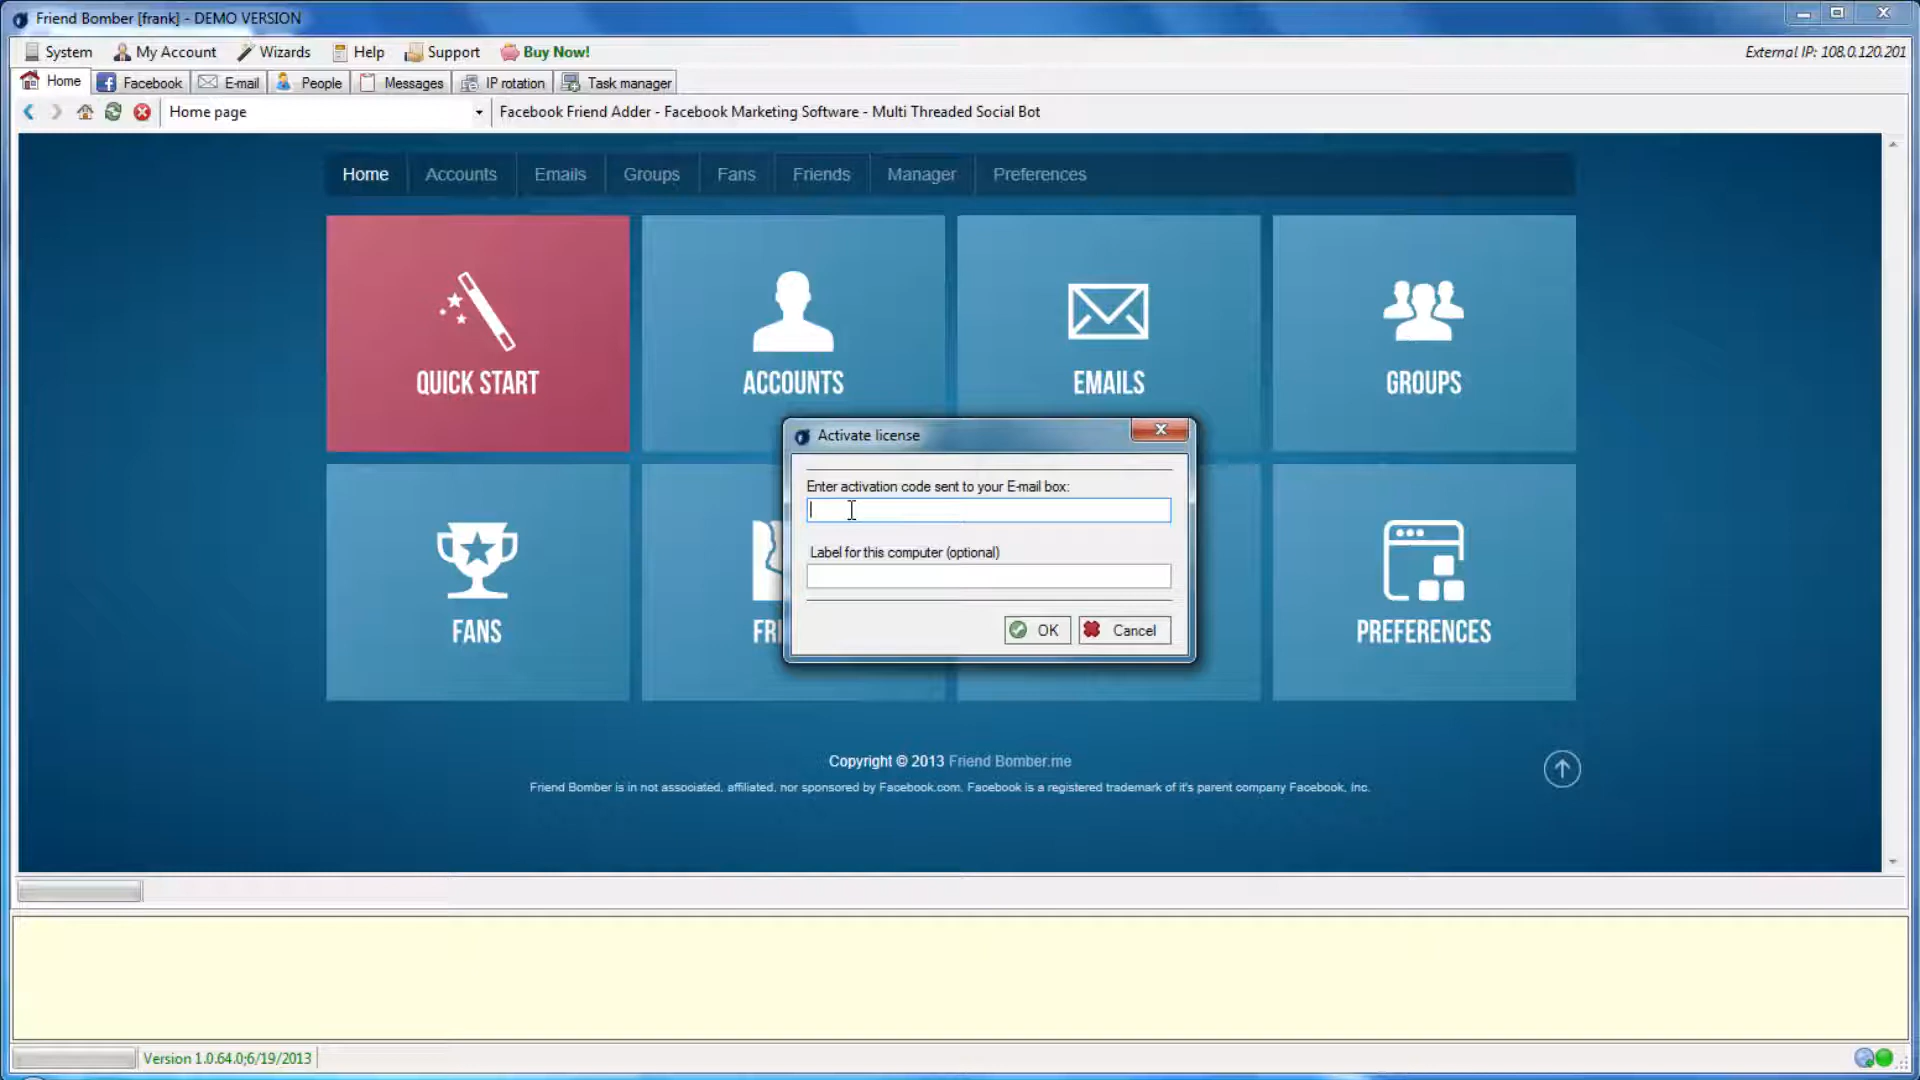 Friend Bomber [frank] - DEMO VERSION
System My Account Wizards Help Support Buy Now! External IP: 108.0.120.201
Home Facebook E-mail People Messages IP rotation Task manager
Home page Facebook Friend Adder - Facebook Marketing Software - Multi Threaded Social Bot
Home Accounts Emails Groups Fans Friends Manager Preferences
QUICK START ACCOUNTS EMAILS GROUPS
Activate license
Enter activation code sent to your E-mail box:
Label for this computer (optional)
OK Cancel
FANS FRI PREFERENCES
Copyright © 2013 Friend Bomber.me
Friend Bomber is in not associated, affiliated, nor sponsored by Facebook.com. Facebook is a registered trademark of it's parent company Facebook, Inc.
Version 1.0.64.0;6/19/2013